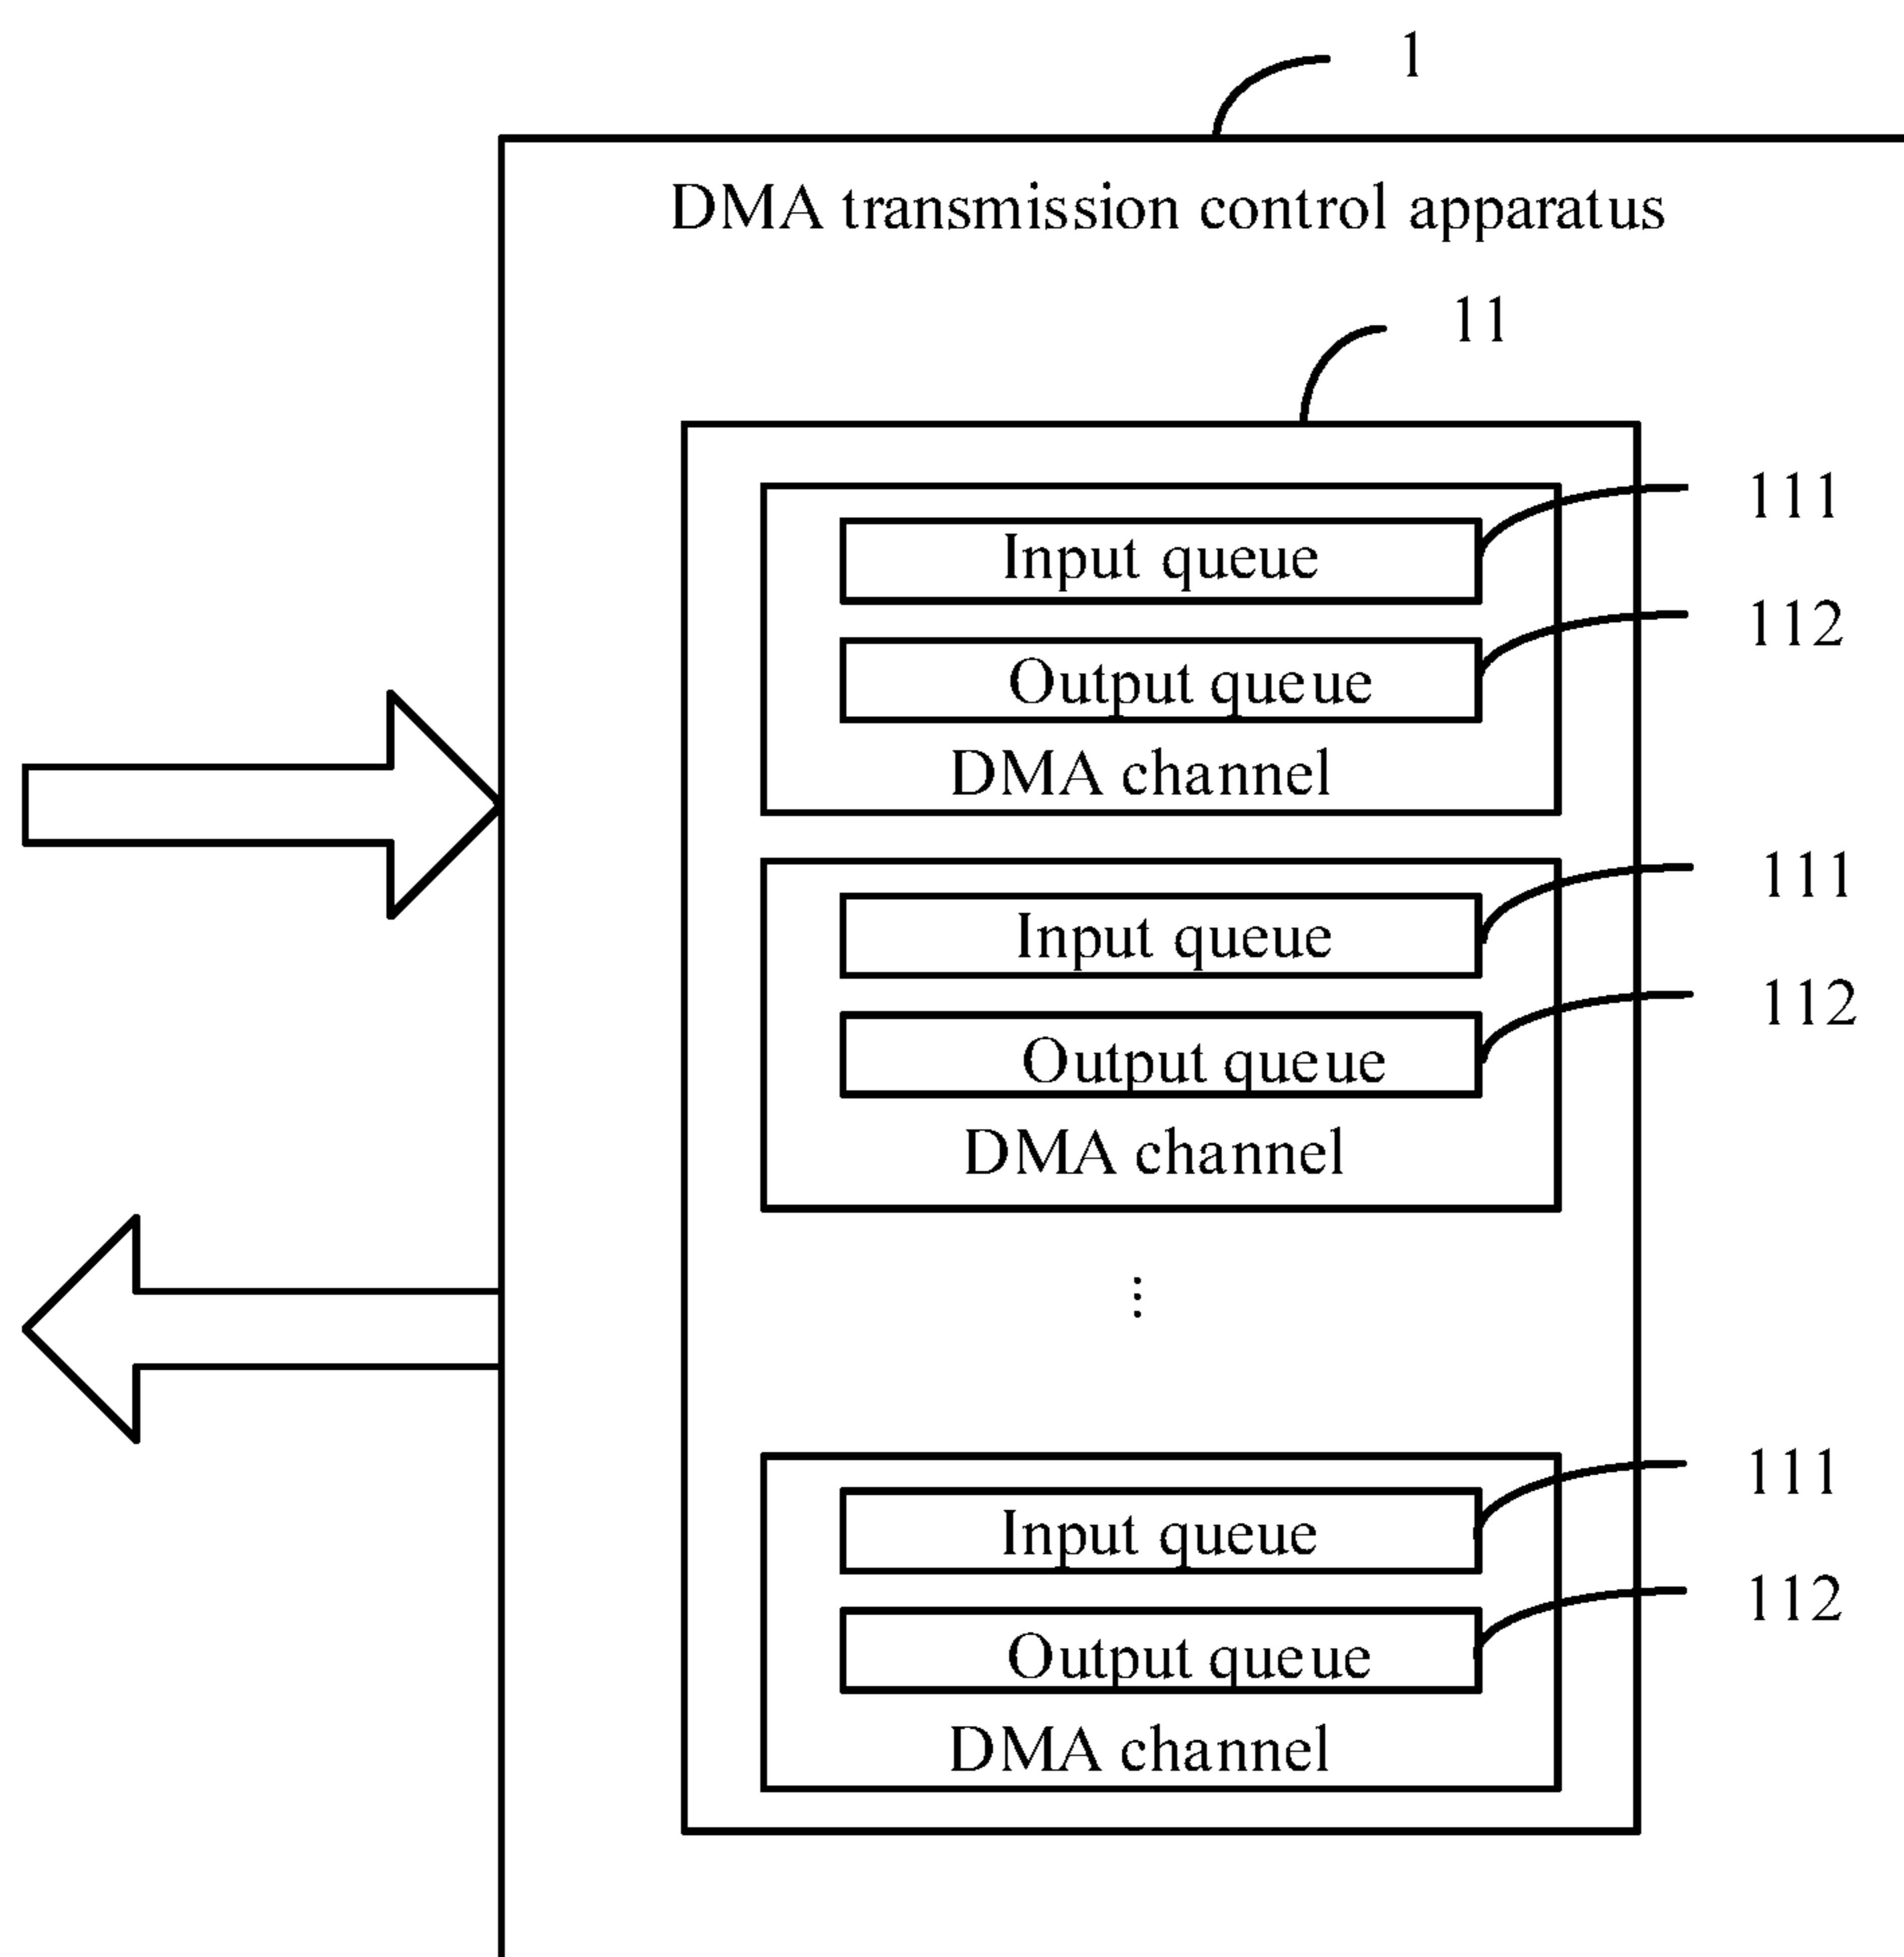 1
DMA transmission control apparatus
11
Input queue
111
Output queue
112
DMA channel
Input queue
111
Output queue
112
DMA channel
⋮
Input queue
111
Output queue
112
DMA channel